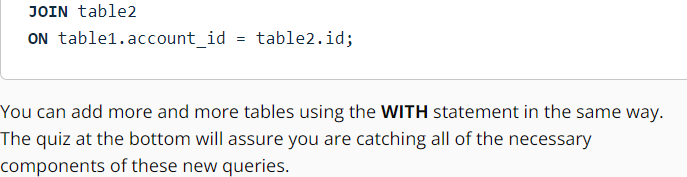 JOIN table2
ON table1.account_id = table2.id;
You can add more and more tables using the WITH statement in the same way.
The quiz at the bottom will assure you are catching all of the necessary
components of these new queries.